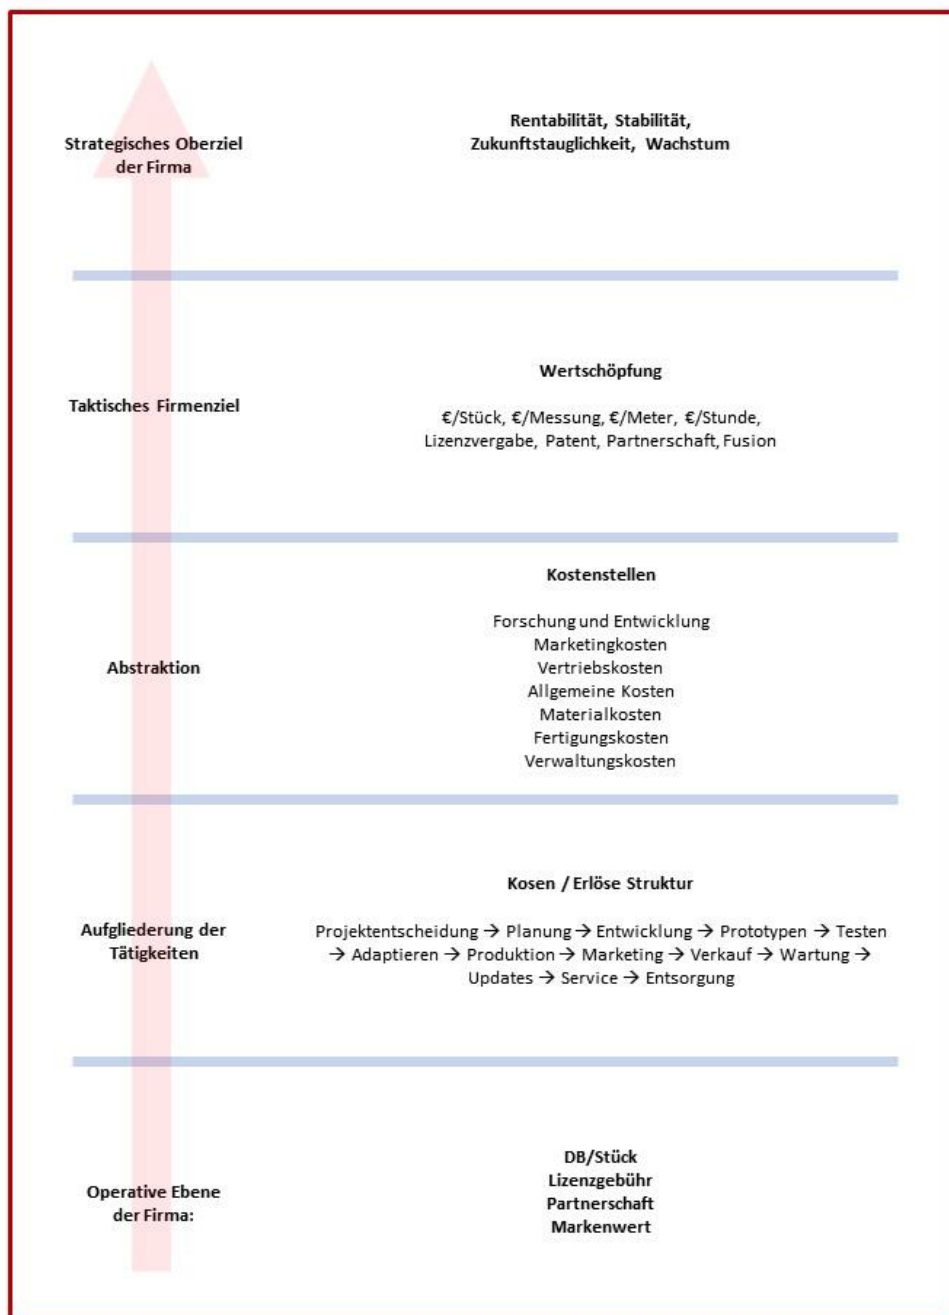 Strategisches Oberziel
der Firma
Rentabilität, Stabilität,
Zukunftstauglichkeit, Wachstum
Taktisches Firmenziel
Wertschöpfung
€/Stück, €/Messung, €/Meter, €/Stunde,
Lizenzvergabe, Patent, Partnerschaft, Fusion
Abstraktion
Kostenstellen
Forschung und Entwicklung
Marketingkosten
Vertriebskosten
Allgemeine Kosten
Materialkosten
Fertigungskosten
Verwaltungskosten
Aufgliederung der
Tätigkeiten
Kosen / Erlöse Struktur
Projektentscheidung → Planung → Entwicklung → Prototypen → Testen
→ Adaptieren → Produktion → Marketing → Verkauf → Wartung →
Updates → Service → Entsorgung
Operative Ebene
der Firma:
DB/Stück
Lizenzgebühr
Partnerschaft
Markenwert